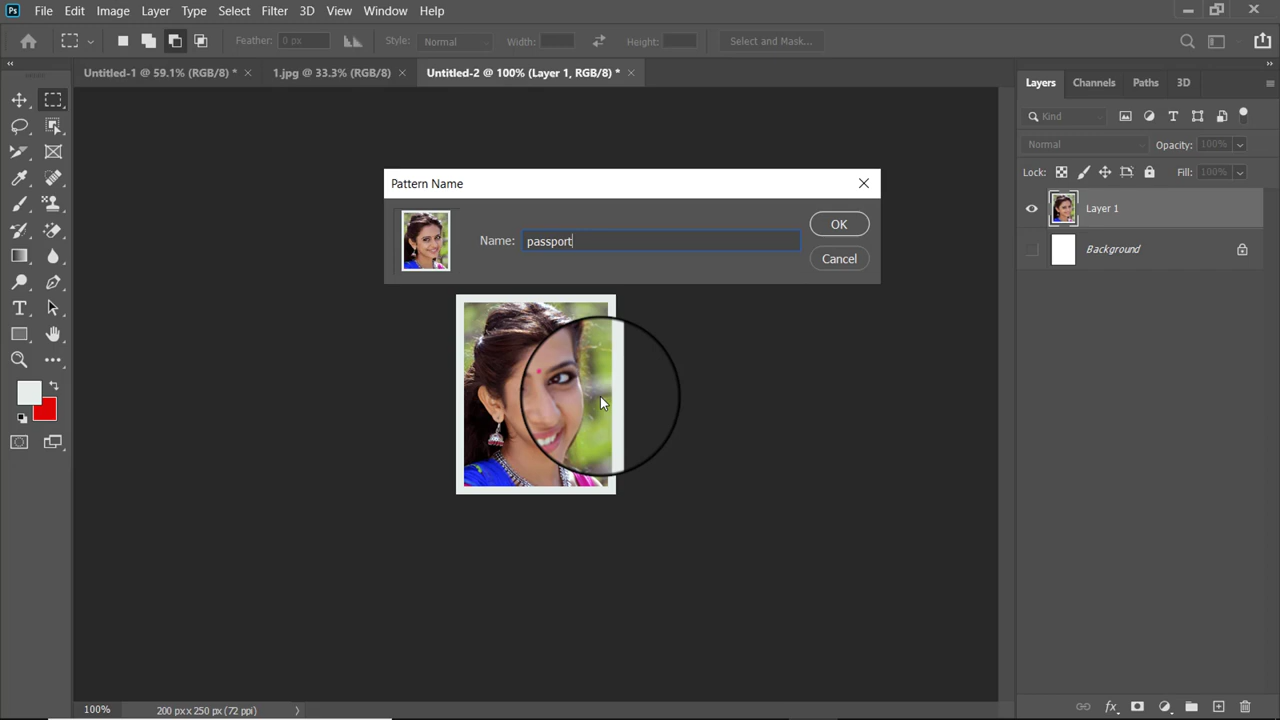 Ps File Edit Image Layer Type Select Filter 3D View Window Help
Feather: 0 px Style: Normal Width: Height: Select and Mask...
Untitled-1 @ 59.1% (RGB/8) * × 1.jpg @ 33.3% (RGB/8) × Untitled-2 @ 100% (Layer 1, RGB/8) * ×
Layers Channels Paths 3D
Kind
Normal Opacity: 100%
Lock: Fill: 100%
Layer 1
Background
Pattern Name
Name: passport
OK
Cancel
100% 200 px x 250 px (72 ppi)